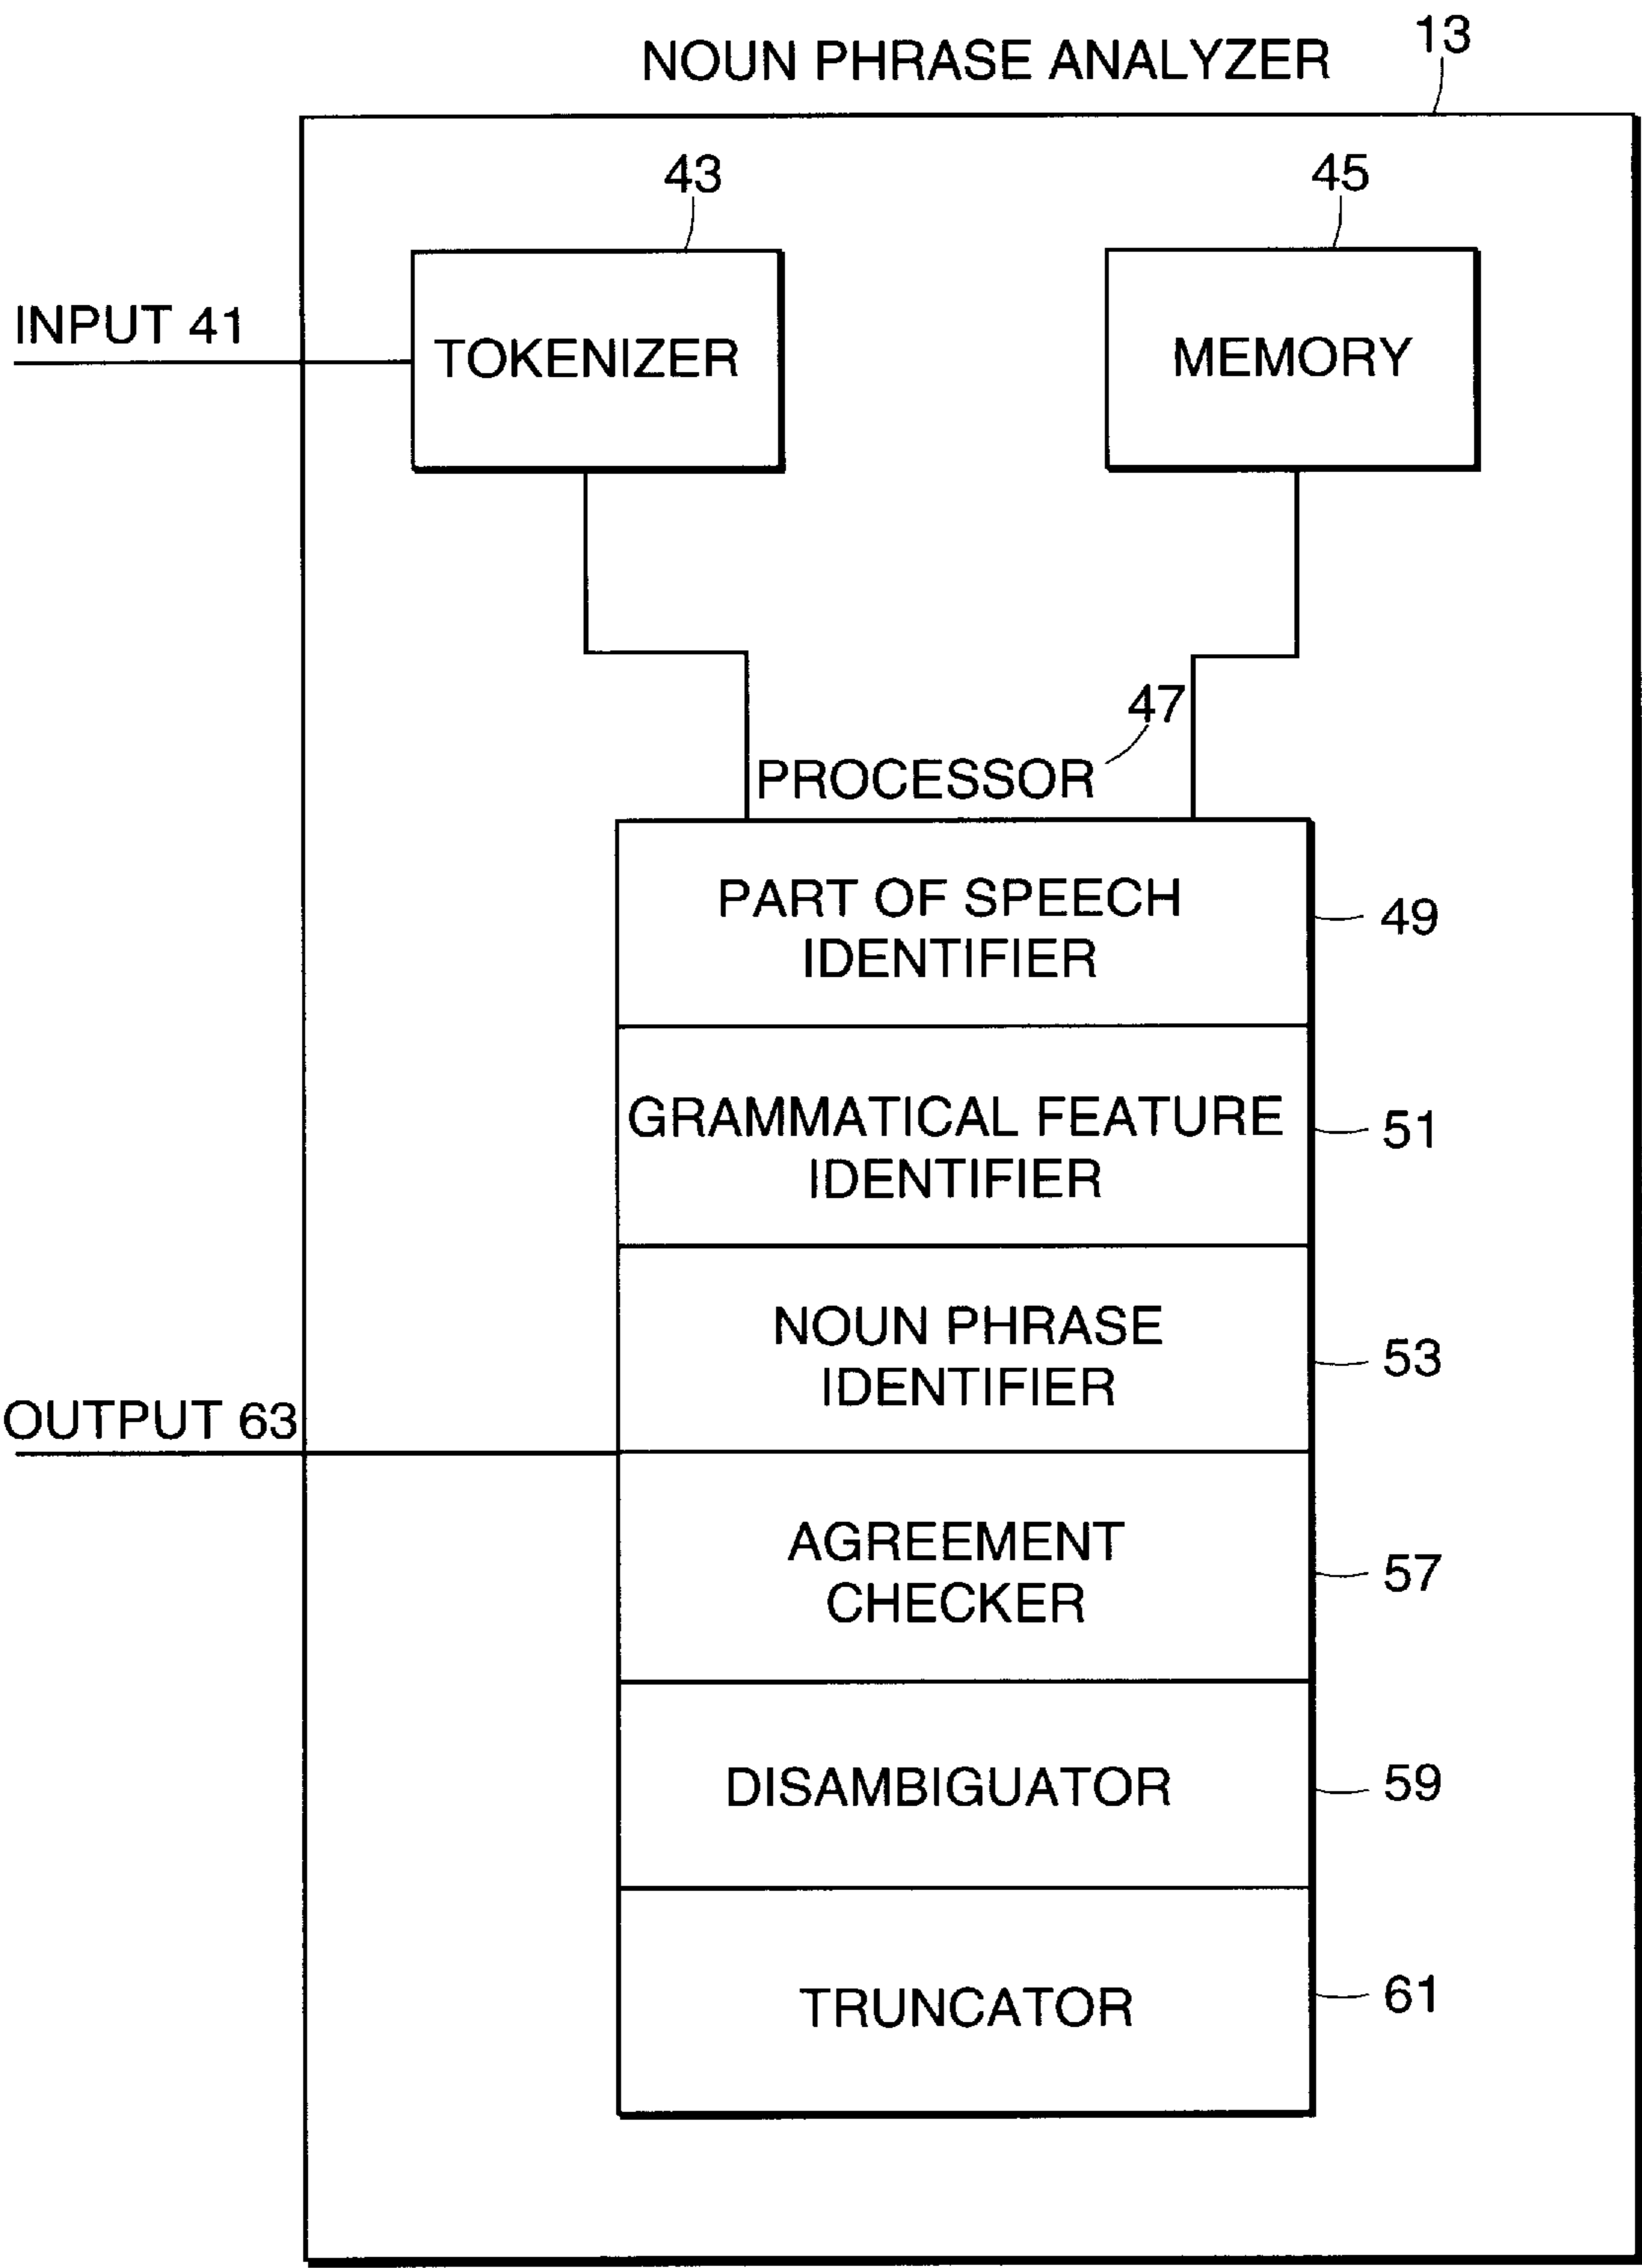 NOUN PHRASE ANALYZER
13
43
45
INPUT 41
TOKENIZER
MEMORY
47
PROCESSOR
PART OF SPEECH
IDENTIFIER
49
GRAMMATICAL FEATURE
IDENTIFIER
51
NOUN PHRASE
IDENTIFIER
53
OUTPUT 63
AGREEMENT
CHECKER
57
DISAMBIGUATOR
59
TRUNCATOR
61